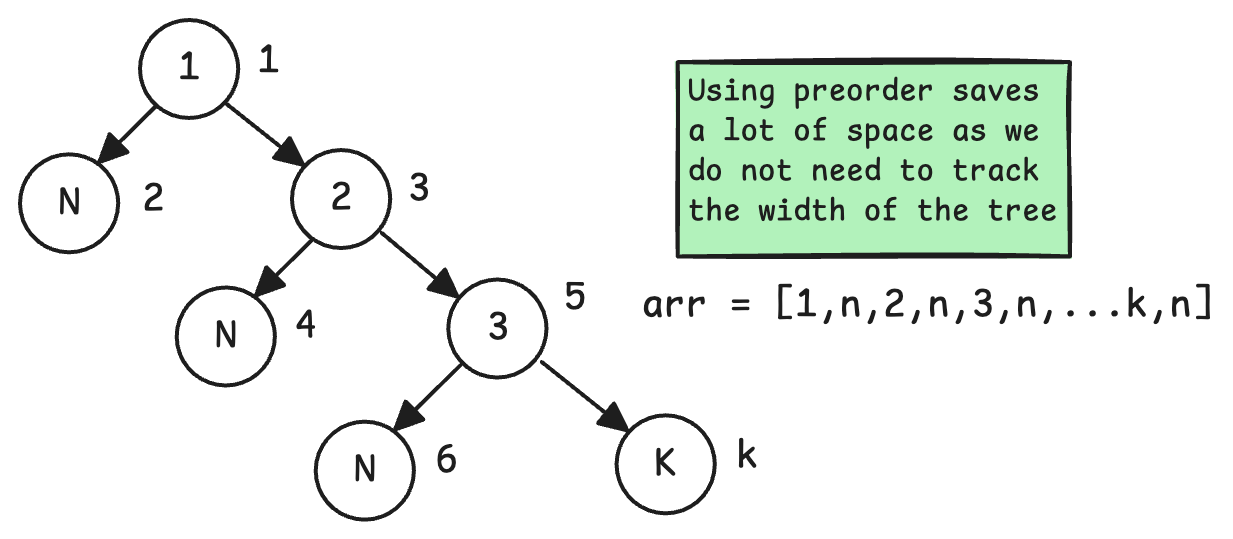 1 1
N 2
2 3
N 4
3 5
N 6
K k
Using preorder saves
a lot of space as we
do not need to track
the width of the tree
arr = [1,n,2,n,3,n,...k,n]